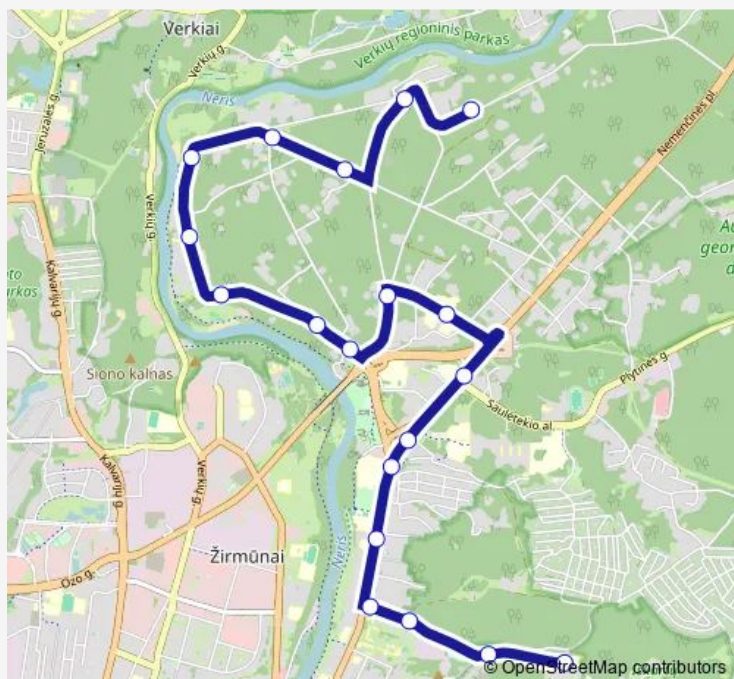 Verkiai
Verkių regioninis parkas
Verkių g.
Neris
Jeruzalės g.
Nemenčinės pl.
Verkių g.
Kalvarijų g.
Siono kalnas
Plytinės g.
Saulėtekio al.
Kalvarijų g.
Verkių g.
Žirmūnai
Neris
Ozo g.
© OpenStreetMap contributors